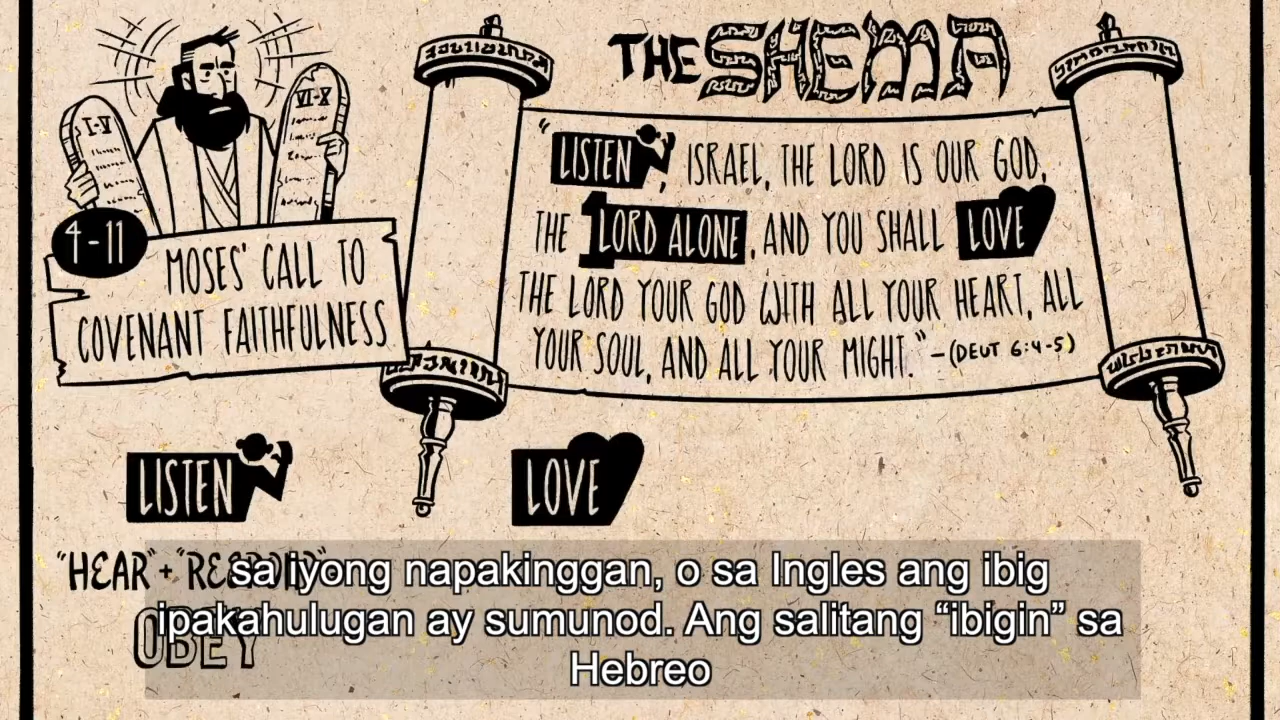 I-V
VI-X
4-11
MOSES' CALL TO
COVENANT FAITHFULNESS
THE SHEMA
"LISTEN, ISRAEL, THE LORD IS OUR GOD,
THE 1 LORD ALONE, AND YOU SHALL LOVE
THE LORD YOUR GOD WITH ALL YOUR HEART, ALL
YOUR SOUL, AND ALL YOUR MIGHT." - (DEUT 6:4-5)
LISTEN
LOVE
"HEAR" + "RESPOND"
OBEY
sa iyong napakinggan, o sa Ingles ang ibig
ipakahulugan ay sumunod. Ang salitang “ibigin” sa
Hebreo